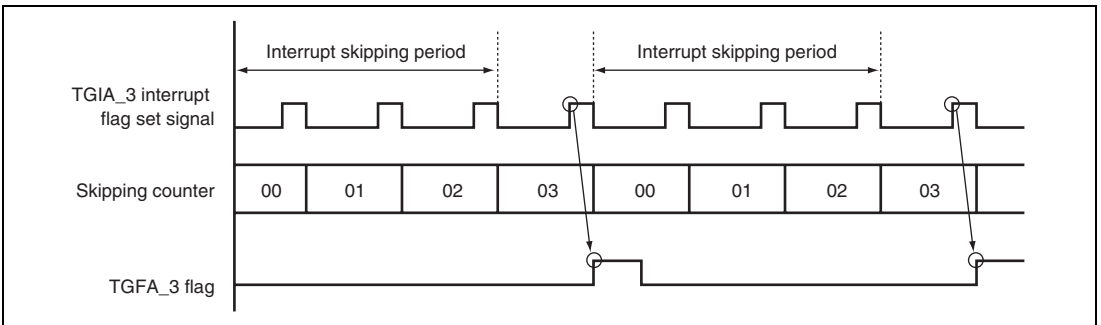 Interrupt skipping period Interrupt skipping period
TGIA_3 interrupt
flag set signal
Skipping counter 00 01 02 03 00 01 02 03
TGFA_3 flag